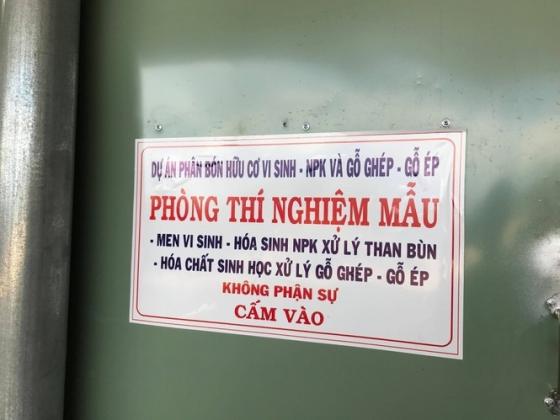 DỰ ÁN PHÂN BÓN HỮU CƠ VI SINH - NPK VÀ GỖ GHÉP - GỖ ÉP
PHÒNG THÍ NGHIỆM MẪU
- MEN VI SINH - HÓA SINH NPK XỬ LÝ THAN BÙN
- HÓA CHẤT SINH HỌC XỬ LÝ GỖ GHÉP - GỖ ÉP
KHÔNG PHẬN SỰ
CẤM VÀO